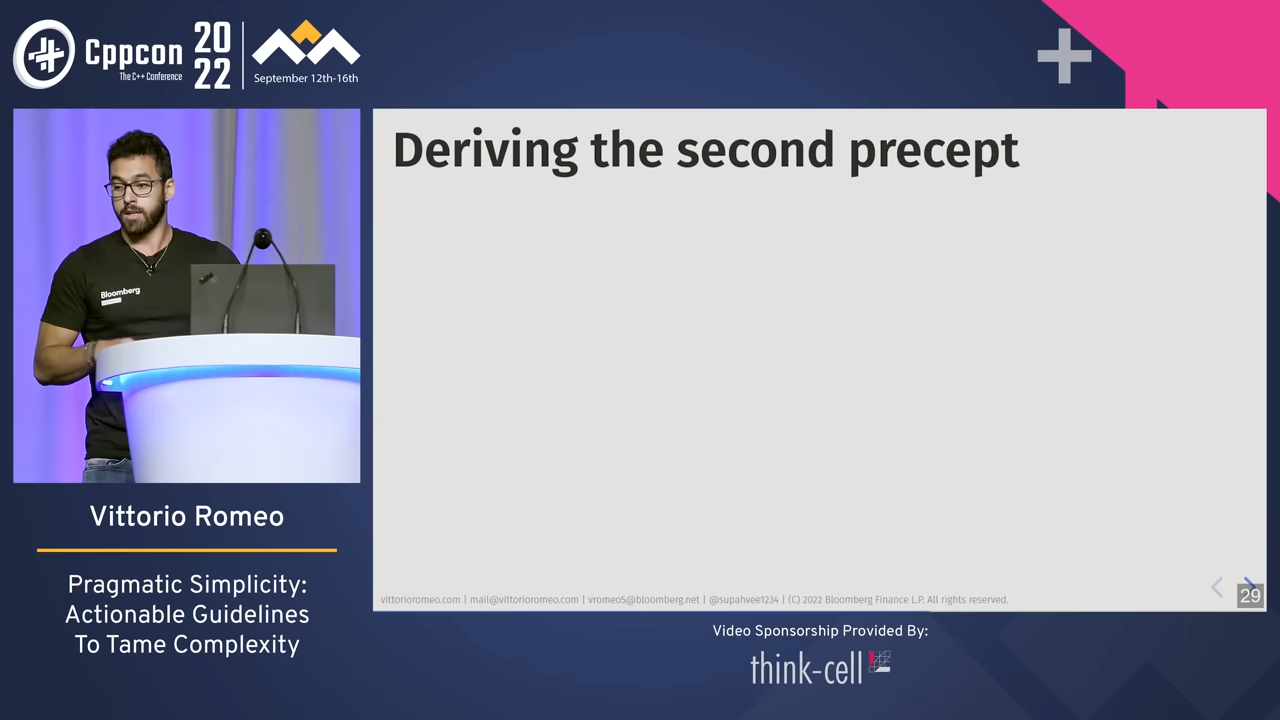 Cppcon
The C++ Conference
20
22
September 12th-16th
Bloomberg
Vittorio Romeo
Pragmatic Simplicity:
Actionable Guidelines
To Tame Complexity
Deriving the second precept
vittorioromeo.com | mail@vittorioromeo.com | vromeo5@bloomberg.net | @supahvee1234 | (C) 2022 Bloomberg Finance L.P. All rights reserved.
29
Video Sponsorship Provided By:
think-cell